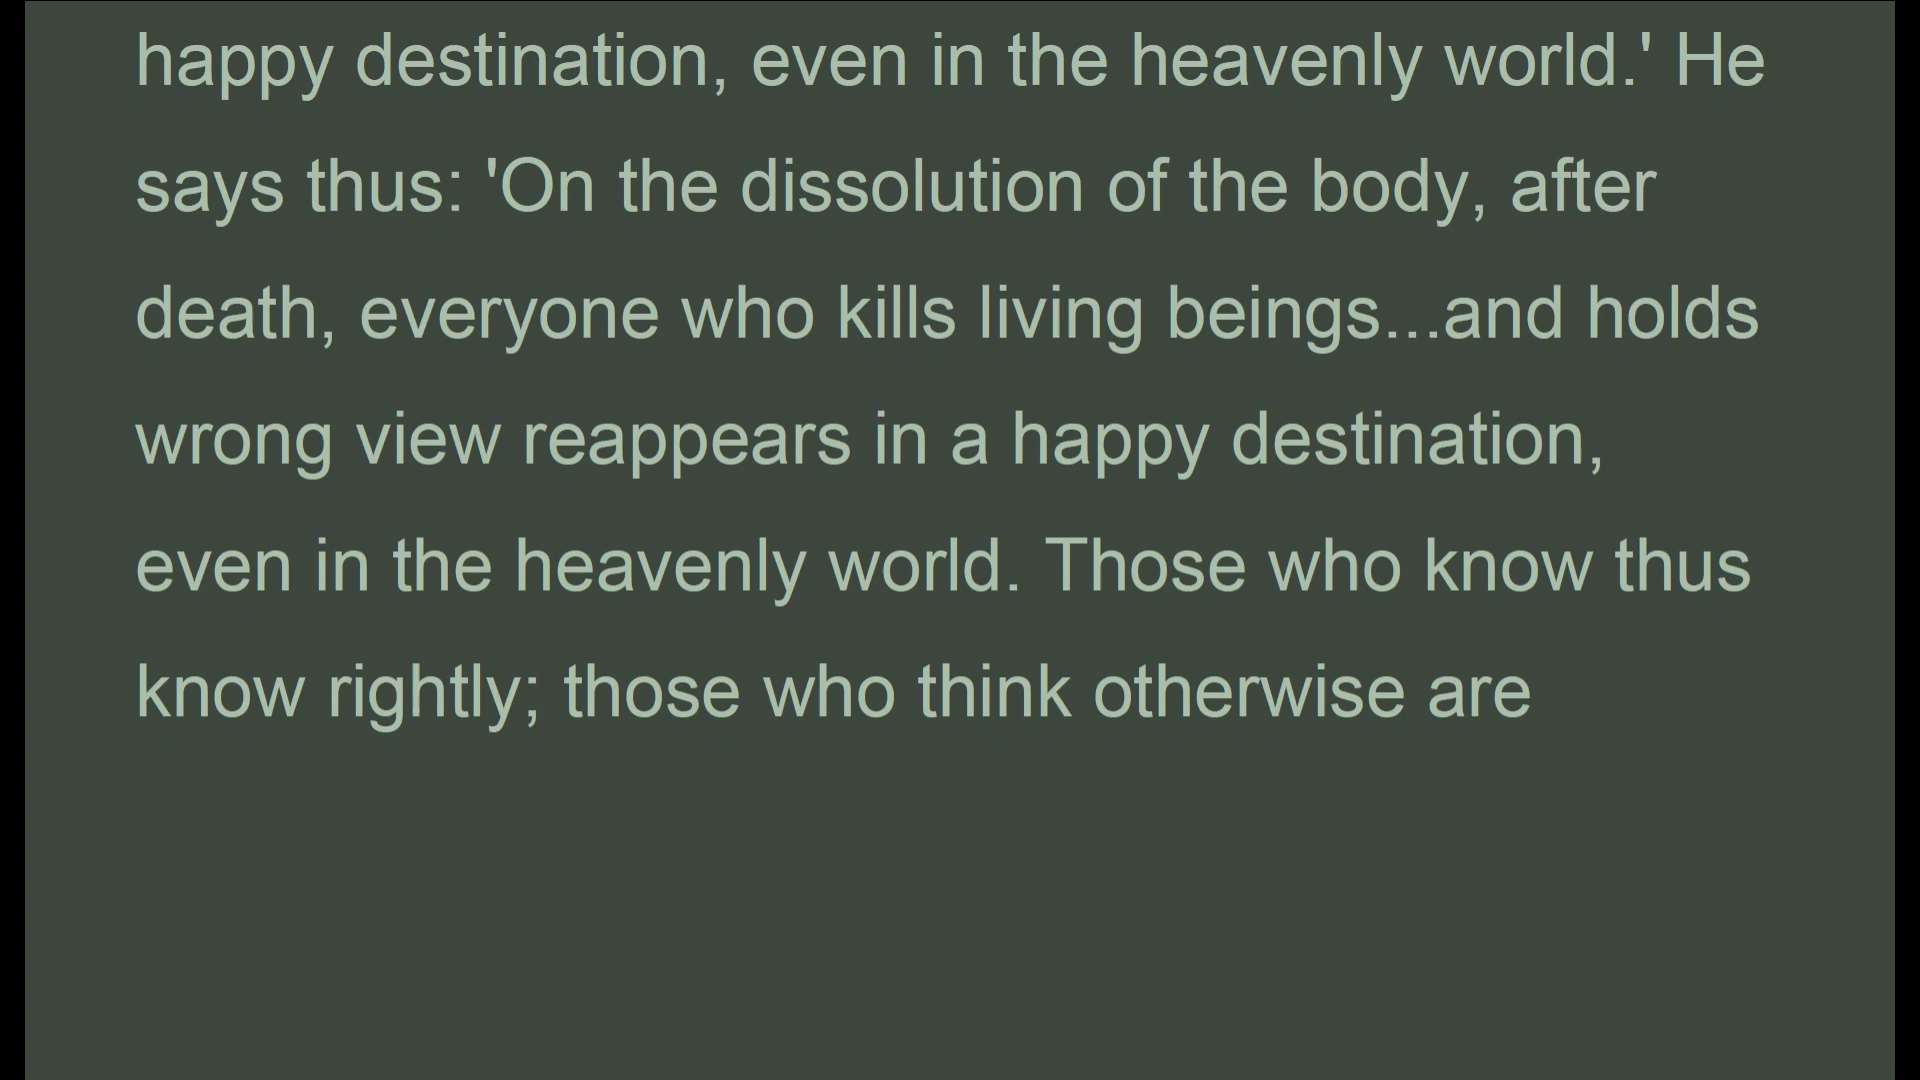 happy destination, even in the heavenly world.' He
says thus: 'On the dissolution of the body, after
death, everyone who kills living beings...and holds
wrong view reappears in a happy destination,
even in the heavenly world. Those who know thus
know rightly; those who think otherwise are